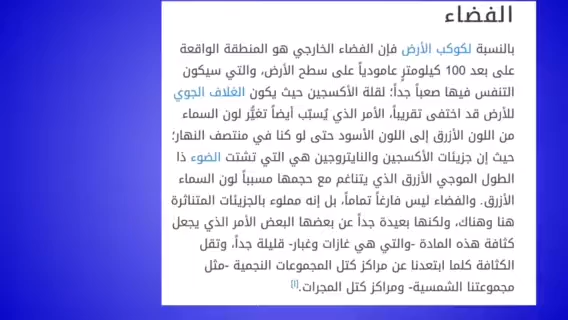 الفضاء
بالنسبة لكوكب الأرض فإن الفضاء الخارجي هو المنطقة الواقعة
على بعد 100 كيلومترٍ عامودياً على سطح الأرض، والتي سيكون
التنفس فيها صعباً جداً؛ لقلة الأكسجين حيث يكون الغلاف الجوي
للأرض قد اختفى تقريباً، الأمر الذي يُسبّب أيضاً تغيُّر لون السماء
من اللون الأزرق إلى اللون الأسود حتى لو كنا في منتصف النهار؛
حيث إن جزيئات الأكسجين والنايتروجين هي التي تشتت الضوء ذا
الطول الموجي الأزرق الذي يتناغم مع حجمها مسبباً لون السماء
الأزرق. والفضاء ليس فارغاً تماماً، بل إنه مملوء بالجزيئات المتناثرة
هنا وهناك، ولكنها بعيدة جداً عن بعضها البعض الأمر الذي يجعل
كثافة هذه المادة -والتي هي غازات وغبار- قليلة جداً، وتقل
الكثافة كلما ابتعدنا عن مراكز كتل المجموعات النجمية -مثل
مجموعتنا الشمسية- ومراكز كتل المجرات.[١]